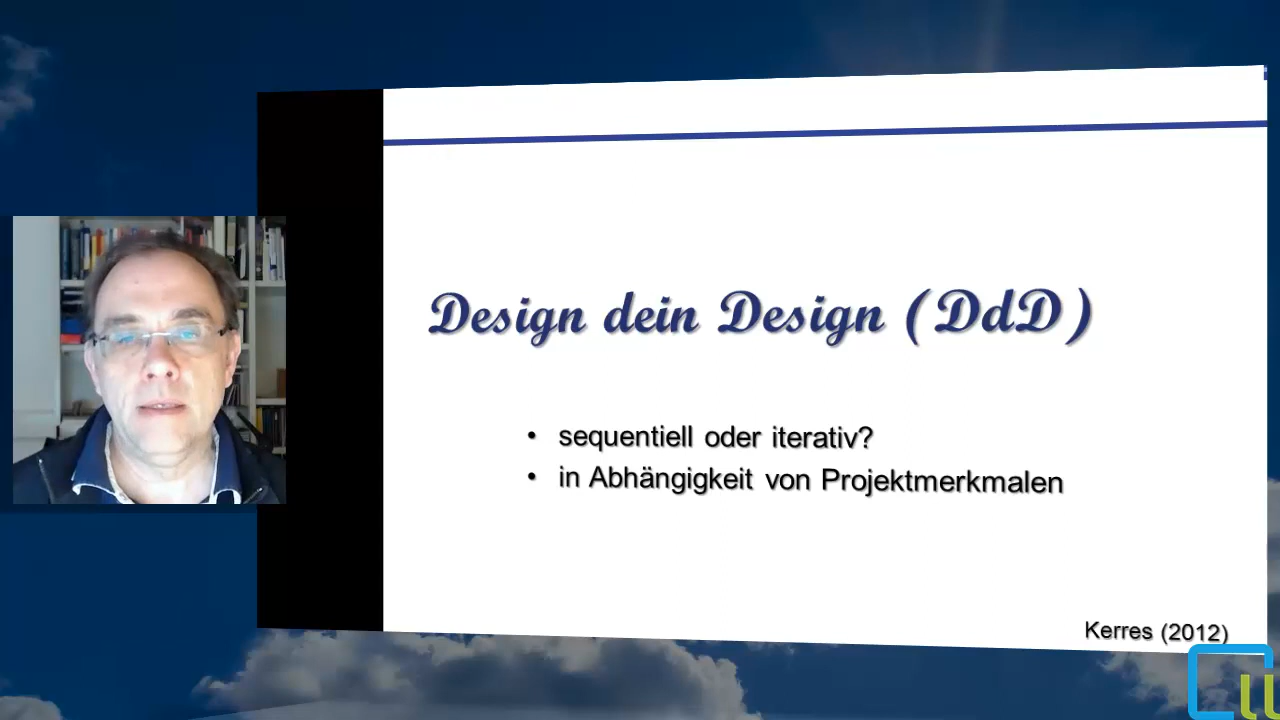 Design dein Design (DdD)
• sequentiell oder iterativ?
• in Abhängigkeit von Projektmerkmalen
Kerres (2012)